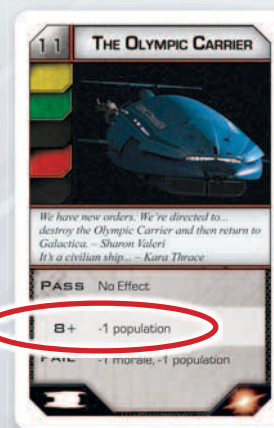 11 THE OLYMPIC CARRIER
We have new orders. We're directed to...
destroy the Olympic Carrier and then return to
Galactica. – Sharon Valeri
It's a civilian ship... – Kara Thrace
PASS No Effect
8+ -1 population
FAIL -1 morale, -1 population